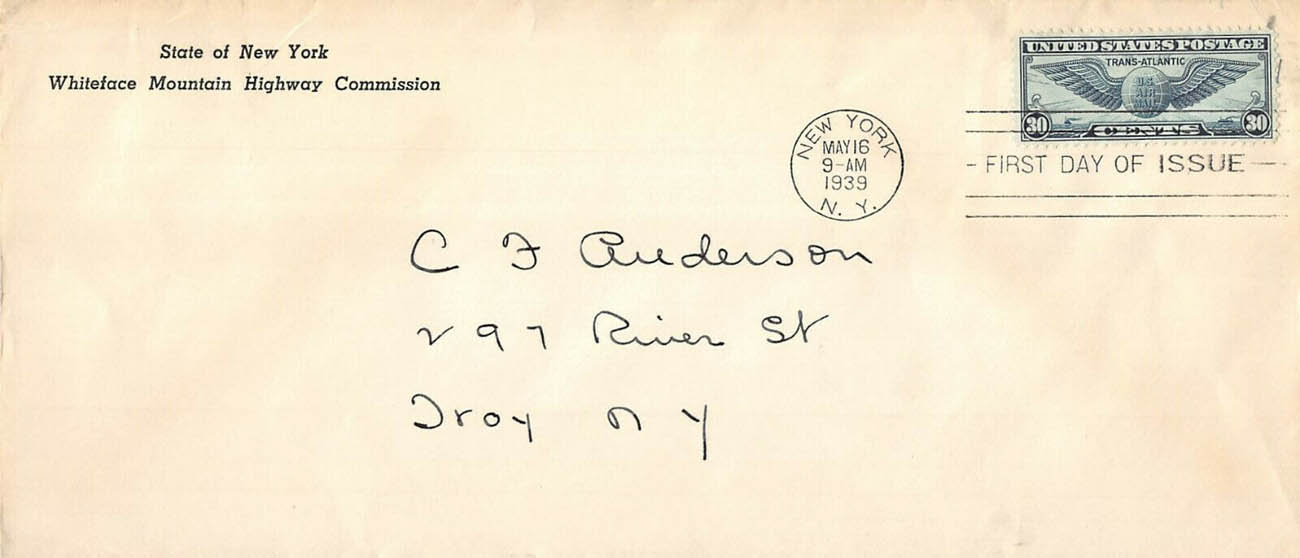 State of New York
Whiteface Mountain Highway Commission
UNITED STATES POSTAGE
TRANS-ATLANTIC
U.S.
AIR
MAIL
30 CENTS 30
NEW YORK
MAY 16
9-AM
1939
N. Y.
- FIRST DAY OF ISSUE -
C F Anderson
297 River St
Troy N Y